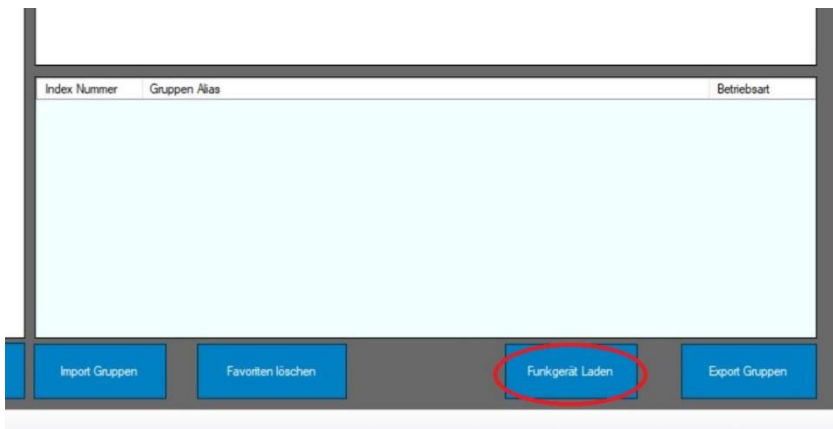 Index Nummer Gruppen Alias Betriebsart
Import Gruppen Favoriten löschen Funkgerät Laden Export Gruppen